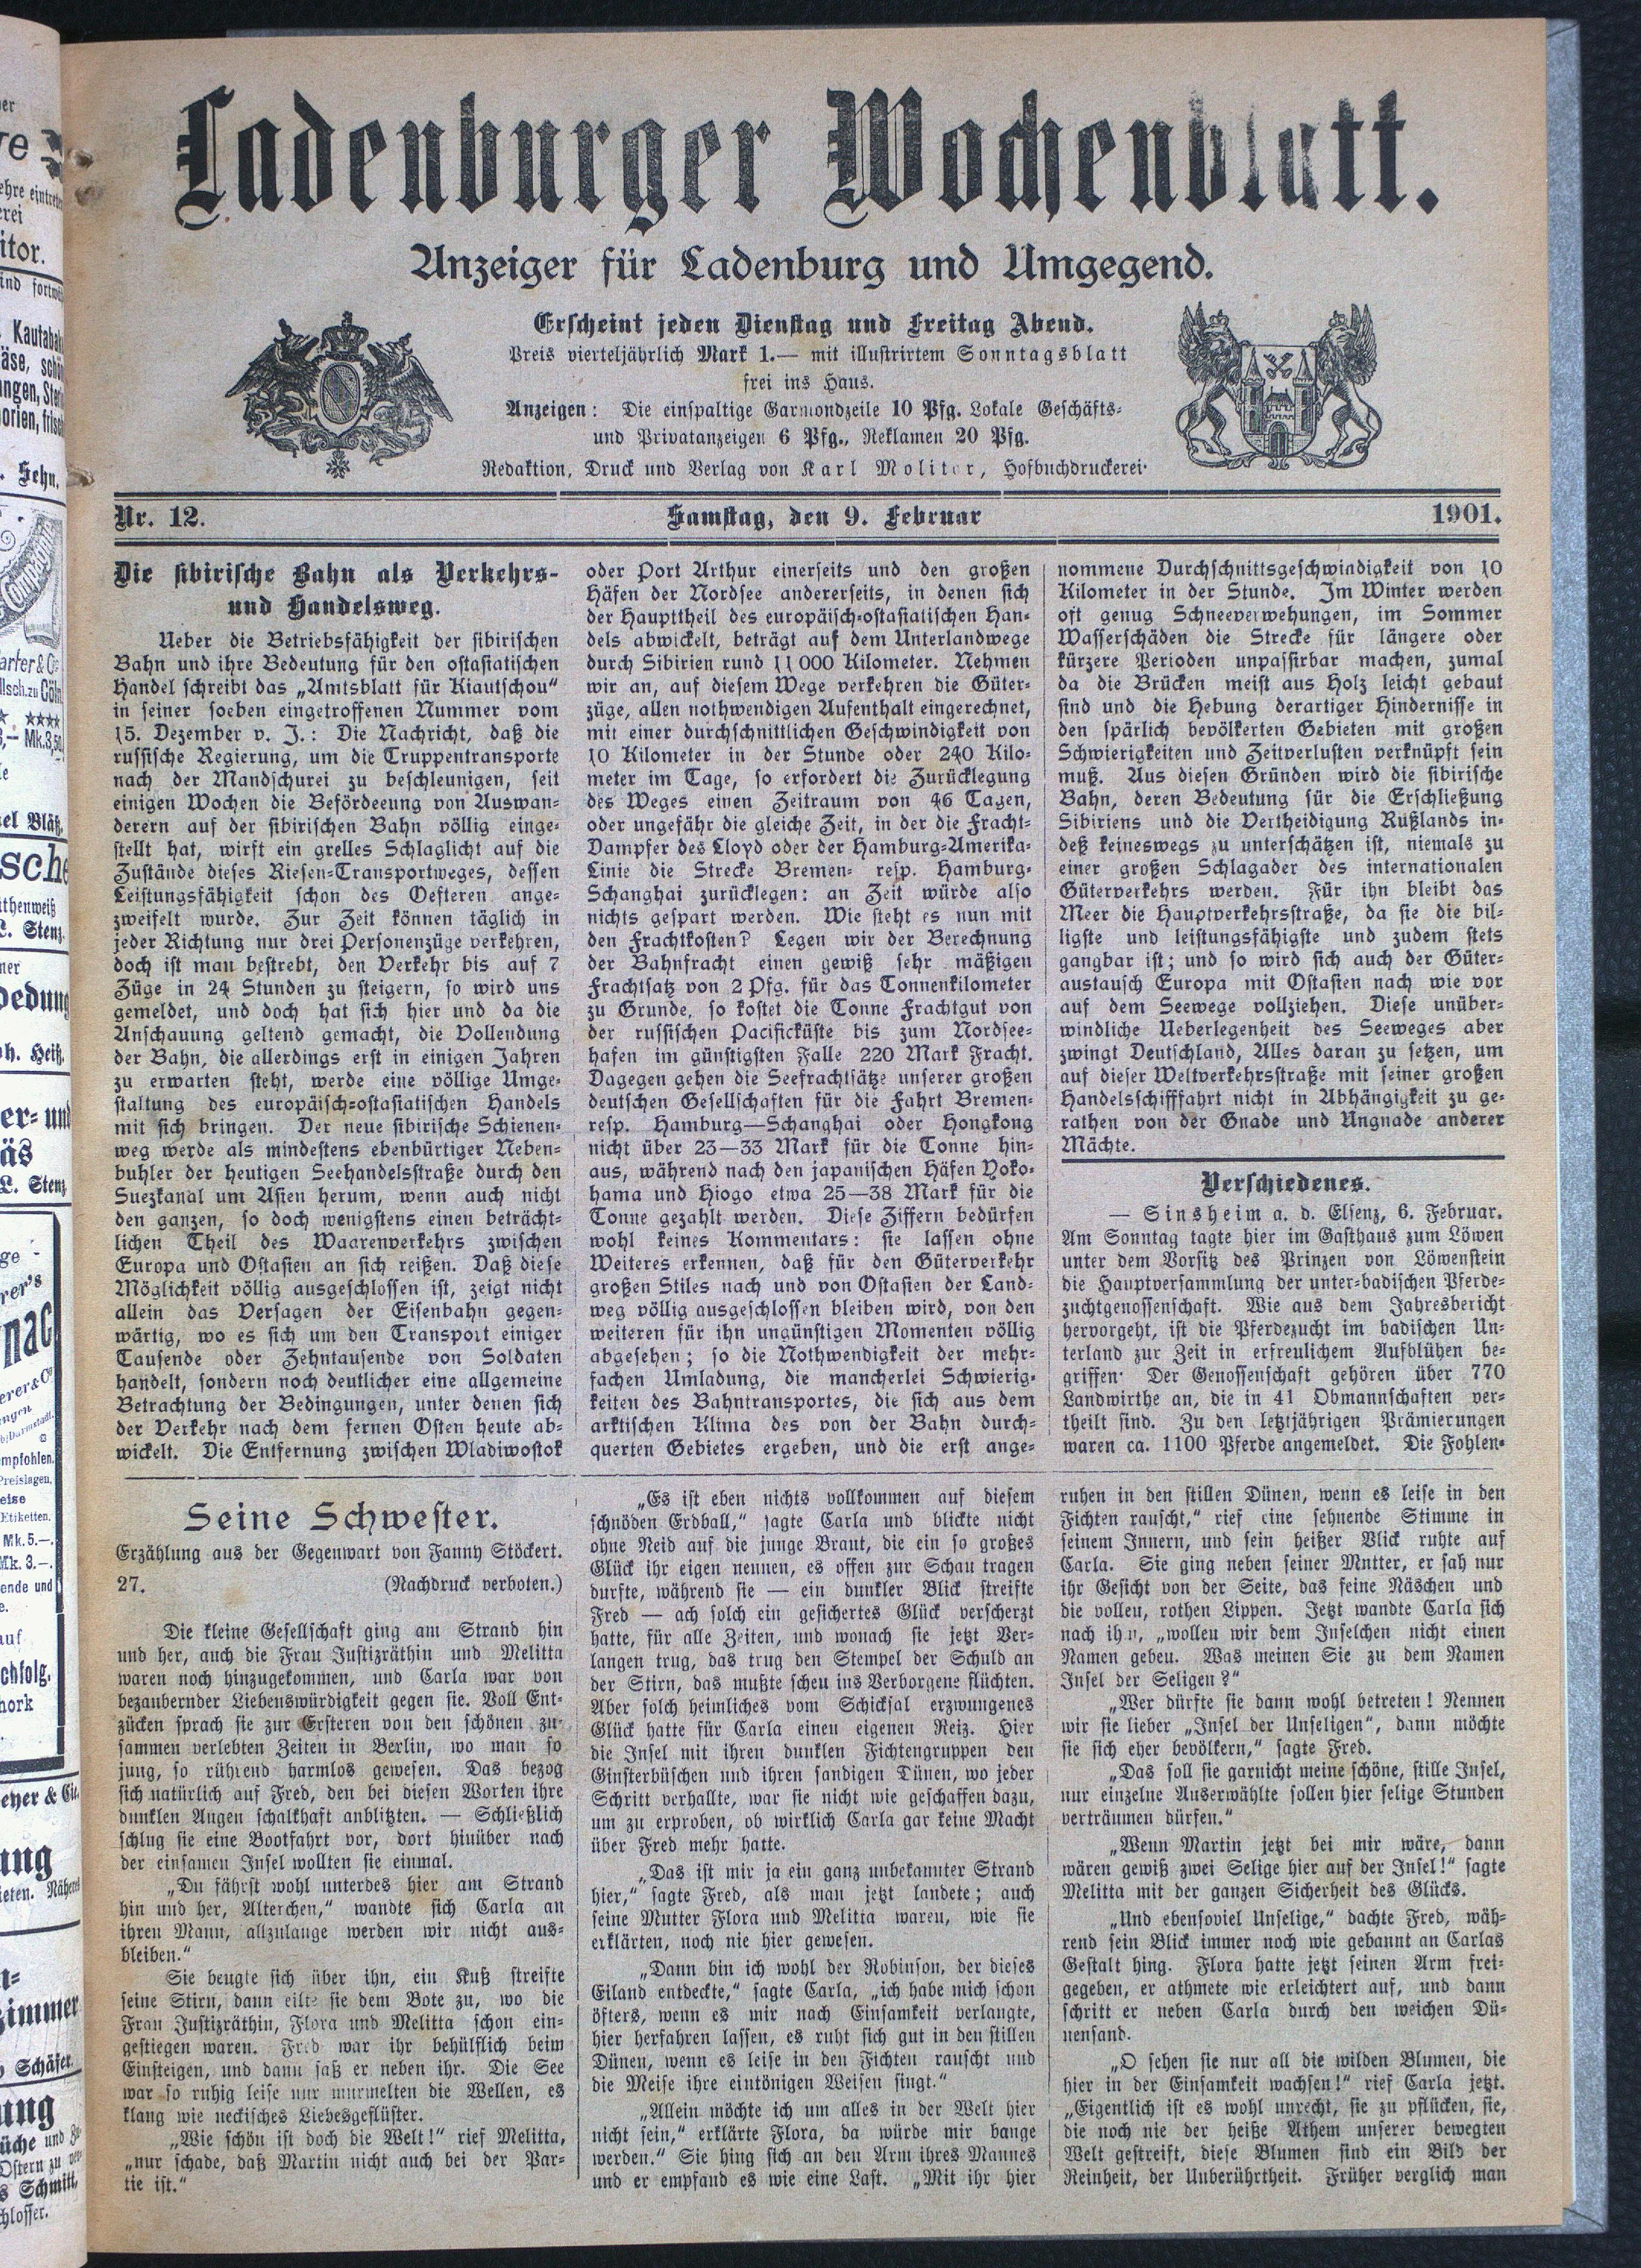 Ladenburger Wochenblatt.
Anzeiger für Ladenburg und Umgegend.
Erscheint jeden Dienstag und Freitag Abend.
Preis vierteljährlich Mark 1.— mit illustrirtem Sonntagsblatt
frei ins Haus.
Anzeigen: Die einspaltige Garmondzeile 10 Pfg. Lokale Geschäfts-
und Privatanzeigen 6 Pfg., Reklamen 20 Pfg.
Redaktion, Druck und Verlag von Karl Molitor, Hofbuchdruckerei.
Nr. 12. Samstag, den 9. Februar 1901.
Die sibirische Bahn als Verkehrs-
und Handelsweg.
Ueber die Betriebsfähigkeit der sibirischen
Bahn und ihre Bedeutung für den ostasiatischen
Handel schreibt das „Amtsblatt für Kiautschou“
in seiner soeben eingetroffenen Nummer vom
15. Dezember v. J.: Die Nachricht, daß die
russische Regierung, um die Truppentransporte
nach der Mandschurei zu beschleunigen, seit
einigen Wochen die Befördeeung von Auswan-
derern auf der sibirischen Bahn völlig einge-
stellt hat, wirft ein grelles Schlaglicht auf die
Zustände dieses Riesen-Transportweges, dessen
Leistungsfähigkeit schon des Oefteren ange-
zweifelt wurde. Zur Zeit können täglich in
jeder Richtung nur drei Personenzüge verkehren,
doch ist man bestrebt, den Verkehr bis auf 7
Züge in 24 Stunden zu steigern, so wird uns
gemeldet, und doch hat sich hier und da die
Anschauung geltend gemacht, die Vollendung
der Bahn, die allerdings erst in einigen Jahren
zu erwarten steht, werde eine völlige Umge-
staltung des europäisch-ostasiatischen Handels
mit sich bringen. Der neue sibirische Schienen-
weg werde als mindestens ebenbürtiger Neben-
buhler der heutigen Seehandelsstraße durch den
Suezkanal um Asien herum, wenn auch nicht
den ganzen, so doch wenigstens einen beträcht-
lichen Theil des Waarenverkehrs zwischen
Europa und Ostasien an sich reißen. Daß diese
Möglichkeit völlig ausgeschlossen ist, zeigt nicht
allein das Versagen der Eisenbahn gegen-
wärtig, wo es sich um den Transport einiger
Tausende oder Zehntausende von Soldaten
handelt, sondern noch deutlicher eine allgemeine
Betrachtung der Bedingungen, unter denen sich
der Verkehr nach dem fernen Osten heute ab-
wickelt. Die Entfernung zwischen Wladiwostok
oder Port Arthur einerseits und den großen
Häfen der Nordsee andererseits, in denen sich
der Haupttheil des europäisch-ostasiatischen Han-
dels abwickelt, beträgt auf dem Unterlandwege
durch Sibirien rund 11 000 Kilometer. Nehmen
wir an, auf diesem Wege verkehren die Güter-
züge, allen nothwendigen Aufenthalt eingerechnet,
mit einer durchschnittlichen Geschwindigkeit von
10 Kilometer in der Stunde oder 240 Kilo-
meter im Tage, so erfordert die Zurücklegung
des Weges einen Zeitraum von 46 Tagen,
oder ungefähr die gleiche Zeit, in der die Fracht-
Dampfer des Lloyd oder der Hamburg-Amerika-
Linie die Strecke Bremen- resp. Hamburg-
Schanghai zurücklegen: an Zeit würde also
nichts gespart werden. Wie steht es nun mit
den Frachtkosten? Legen wir der Berechnung
der Bahnfracht einen gewiß sehr mäßigen
Frachtsatz von 2 Pfg. für das Tonnenkilometer
zu Grunde, so kostet die Tonne Frachtgut von
der russischen Pacificküste bis zum Nordsee-
hafen im günstigsten Falle 220 Mark Fracht.
Dagegen gehen die Seefrachtsätze unserer großen
deutschen Gesellschaften für die Fahrt Bremen-
resp. Hamburg—Schanghai oder Hongkong
nicht über 23—33 Mark für die Tonne hin-
aus, während nach den japanischen Häfen Yoko-
hama und Hiogo etwa 25—38 Mark für die
Tonne gezahlt werden. Diese Ziffern bedürfen
wohl keines Kommentars: sie lassen ohne
Weiteres erkennen, daß für den Güterverkehr
großen Stiles nach und von Ostasien der Land-
weg völlig ausgeschlossen bleiben wird, von den
weiteren für ihn ungünstigen Momenten völlig
abgesehen; so die Nothwendigkeit der mehr-
fachen Umladung, die mancherlei Schwierig-
keiten des Bahntransportes, die sich aus dem
arktischen Klima des von der Bahn durch-
querten Gebietes ergeben, und die erst ange-
nommene Durchschnittsgeschwindigkeit von 10
Kilometer in der Stunde. Im Winter werden
oft genug Schneeverwehungen, im Sommer
Wasserschäden die Strecke für längere oder
kürzere Perioden unpassirbar machen, zumal
da die Brücken meist aus Holz leicht gebaut
sind und die Hebung derartiger Hindernisse in
den spärlich bevölkerten Gebieten mit großen
Schwierigkeiten und Zeitverlusten verknüpft sein
muß. Aus diesen Gründen wird die sibirische
Bahn, deren Bedeutung für die Erschließung
Sibiriens und die Vertheidigung Rußlands in-
deß keineswegs zu unterschätzen ist, niemals zu
einer großen Schlagader des internationalen
Güterverkehrs werden. Für ihn bleibt das
Meer die Hauptverkehrsstraße, da sie die bil-
ligste und leistungsfähigste und zudem stets
gangbar ist; und so wird sich auch der Güter-
austausch Europa mit Ostasien nach wie vor
auf dem Seewege vollziehen. Diese unüber-
windliche Ueberlegenheit des Seeweges aber
zwingt Deutschland, Alles daran zu setzen, um
auf dieser Weltverkehrsstraße mit seiner großen
Handelsschifffahrt nicht in Abhängigkeit zu ge-
rathen von der Gnade und Ungnade anderer
Mächte.
Verschiedenes.
— Sinsheim a. d. Elsenz, 6. Februar.
Am Sonntag tagte hier im Gasthaus zum Löwen
unter dem Vorsitz des Prinzen von Löwenstein
die Hauptversammlung der unter-badischen Pferde-
zuchtgenossenschaft. Wie aus dem Jahresbericht
hervorgeht, ist die Pferdezucht im badischen Un-
terland zur Zeit in erfreulichem Aufblühen be-
griffen. Der Genossenschaft gehören über 770
Landwirthe an, die in 41 Obmannschaften ver-
theilt sind. Zu den letztjährigen Prämierungen
waren ca. 1100 Pferde angemeldet. Die Fohlen-
Seine Schwester.
Erzählung aus der Gegenwart von Fanny Stöckert.
27. (Nachdruck verboten.)
Die kleine Gesellschaft ging am Strand hin
und her, auch die Frau Justizräthin und Melitta
waren noch hinzugekommen, und Carla war von
bezaubernder Liebenswürdigkeit gegen sie. Voll Ent-
zücken sprach sie zur Ersteren von den schönen zu-
sammen verlebten Zeiten in Berlin, wo man so
jung, so rührend harmlos gewesen. Das bezog
sich natürlich auf Fred, den bei diesen Worten ihre
dunklen Augen schalkhaft anblitzten. — Schließlich
schlug sie eine Bootfahrt vor, dort hinüber nach
der einsamen Insel wollten sie einmal.
„Du fährst wohl unterdes hier am Strand
hin und her, Alterchen,“ wandte sich Carla an
ihren Mann, allzulange werden wir nicht aus-
bleiben.“
Sie beugte sich über ihn, ein Kuß streifte
seine Stirn, dann eilte sie dem Bote zu, wo die
Frau Justizräthin, Flora und Melitta schon ein-
gestiegen waren. Fred war ihr behülflich beim
Einsteigen, und dann saß er neben ihr. Die See
war so ruhig leise nur murmelten die Wellen, es
klang wie neckisches Liebesgeflüster.
„Wie schön ist doch die Welt!“ rief Melitta,
„nur schade, daß Martin nicht auch bei der Par-
tie ist.“
„Es ist eben nichts vollkommen auf diesem
schnöden Erdball,“ sagte Carla und blickte nicht
ohne Neid auf die junge Braut, die ein so großes
Glück ihr eigen nennen, es offen zur Schau tragen
durfte, während sie — ein dunkler Blick streifte
Fred — ach solch ein gesichertes Glück verscherzt
hatte, für alle Zeiten, und wonach sie jetzt Ver-
langen trug, das trug den Stempel der Schuld an
der Stirn, das mußte scheu ins Verborgene flüchten.
Aber solch heimliches vom Schicksal erzwungenes
Glück hatte für Carla einen eigenen Reiz. Hier
die Insel mit ihren dunklen Fichtengruppen den
Ginsterbüschen und ihren sandigen Dünen, wo jeder
Schritt verhallte, war sie nicht wie geschaffen dazu,
um zu erproben, ob wirklich Carla gar keine Macht
über Fred mehr hatte.
„Das ist mir ja ein ganz unbekannter Strand
hier,“ sagte Fred, als man jetzt landete; auch
seine Mutter Flora und Melitta waren, wie sie
erklärten, noch nie hier gewesen.
„Dann bin ich wohl der Robinson, der dieses
Eiland entdeckte,“ sagte Carla, „ich habe mich schon
öfters, wenn es mir nach Einsamkeit verlangte,
hier herfahren lassen, es ruht sich gut in den stillen
Dünen, wenn es leise in den Fichten rauscht und
die Meise ihre eintönigen Weisen singt.“
„Allein möchte ich um alles in der Welt hier
nicht sein,“ erklärte Flora, da würde mir bange
werden.“ Sie hing sich an den Arm ihres Mannes
und er empfand es wie eine Last. „Mit ihr hier
ruhen in den stillen Dünen, wenn es leise in den
Fichten rauscht,“ rief eine sehnende Stimme in
seinem Innern, und sein heißer Blick ruhte auf
Carla. Sie ging neben seiner Mntter, er sah nur
ihr Gesicht von der Seite, das feine Näschen und
die vollen, rothen Lippen. Jetzt wandte Carla sich
nach ihn, „wollen wir dem Inselchen nicht einen
Namen geben. Was meinen Sie zu dem Namen
Insel der Seligen?“
„Wer dürfte sie dann wohl betreten! Nennen
wir sie lieber „Insel der Unseligen“, dann möchte
sie sich eher bevölkern,“ sagte Fred.
„Das soll sie garnicht meine schöne, stille Insel,
nur einzelne Auserwählte sollen hier selige Stunden
verträumen dürfen.“
„Wenn Martin jetzt bei mir wäre, dann
wären gewiß zwei Selige hier auf der Insel!“ sagte
Melitta mit der ganzen Sicherheit des Glücks.
„Und ebensoviel Unselige,“ dachte Fred, wäh-
rend sein Blick immer noch wie gebannt an Carlas
Gestalt hing. Flora hatte jetzt seinen Arm frei-
gegeben, er athmete wie erleichtert auf, und dann
schritt er neben Carla durch den weichen Dü-
nensand.
„O sehen sie nur all die wilden Blumen, die
hier in der Einsamkeit wachsen!“ rief Carla jetzt.
„Eigentlich ist es wohl unrecht, sie zu pflücken, sie,
die noch nie der heiße Athem unserer bewegten
Welt gestreift, diese Blumen sind ein Bild der
Reinheit, der Unberührtheit. Früher verglich man